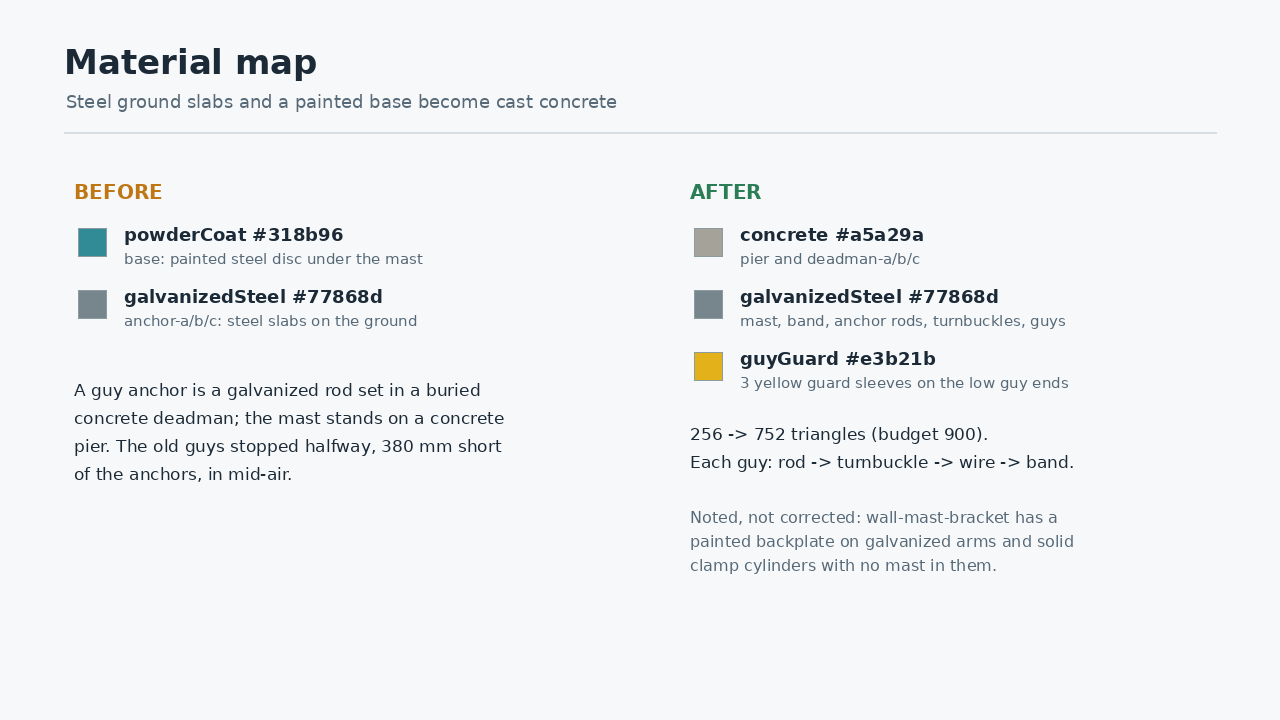 Material map
Steel ground slabs and a painted base become cast concrete
BEFORE
powderCoat #318b96
base: painted steel disc under the mast
galvanizedSteel #77868d
anchor-a/b/c: steel slabs on the ground
A guy anchor is a galvanized rod set in a buried
concrete deadman; the mast stands on a concrete
pier. The old guys stopped halfway, 380 mm short
of the anchors, in mid-air.
AFTER
concrete #a5a29a
pier and deadman-a/b/c
galvanizedSteel #77868d
mast, band, anchor rods, turnbuckles, guys
guyGuard #e3b21b
3 yellow guard sleeves on the low guy ends
256 -> 752 triangles (budget 900).
Each guy: rod -> turnbuckle -> wire -> band.
Noted, not corrected: wall-mast-bracket has a
painted backplate on galvanized arms and solid
clamp cylinders with no mast in them.